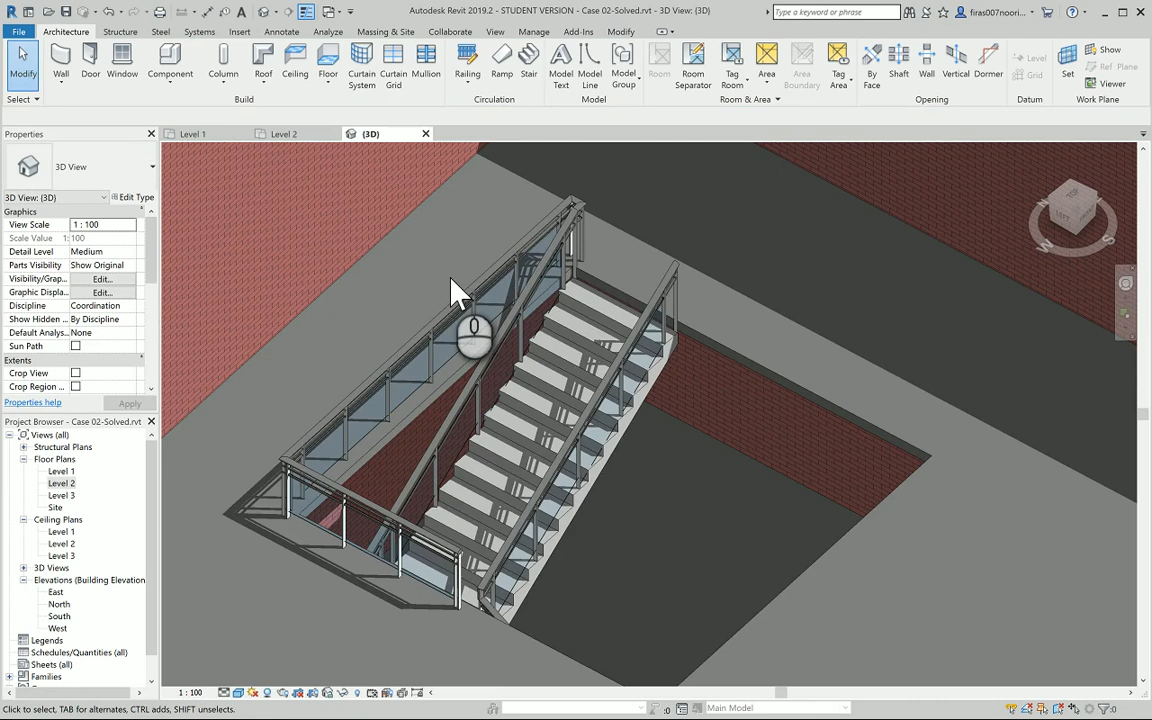 Autodesk Revit 2019.2 - STUDENT VERSION - Case 02-Solved.rvt - 3D View: {3D}
Type a keyword or phrase
firas007noori...
File
Architecture
Structure
Steel
Systems
Insert
Annotate
Analyze
Massing & Site
Collaborate
View
Manage
Add-Ins
Modify
Modify
Wall
Door
Window
Component
Column
Roof
Ceiling
Floor
Curtain System
Curtain Grid
Mullion
Railing
Ramp
Stair
Model Text
Model Line
Model Group
Room
Room Separator
Tag Room
Area
Area Boundary
Tag Area
By Face
Shaft
Wall
Vertical
Dormer
Level
Grid
Set
Show
Ref Plane
Viewer
Select
Build
Circulation
Model
Room & Area
Opening
Datum
Work Plane
Properties
Level 1
Level 2
{3D}
3D View
3D View: {3D}
Edit Type
Graphics
View Scale
1 : 100
Scale Value 1:
100
Detail Level
Medium
Parts Visibility
Show Original
Visibility/Grap...
Edit...
Graphic Displa...
Edit...
Discipline
Coordination
Show Hidden ...
By Discipline
Default Analys...
None
Sun Path
Extents
Crop View
Crop Region ...
Properties help
Apply
Project Browser - Case 02-Solved.rvt
Views (all)
Structural Plans
Floor Plans
Level 1
Level 2
Level 3
Site
Ceiling Plans
Level 1
Level 2
Level 3
3D Views
Elevations (Building Elevation
East
North
South
West
Legends
Schedules/Quantities (all)
Sheets (all)
Families
TOP
LEFT
W
S
1 : 100
Click to select, TAB for alternates, CTRL adds, SHIFT unselects.
:0
Main Model
:0